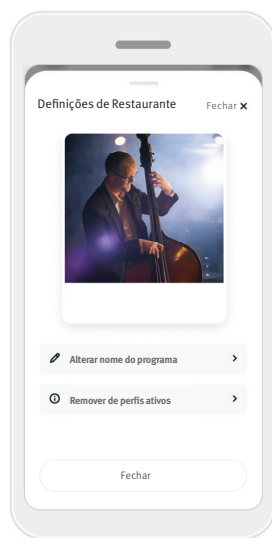 Definições de Restaurante
Fechar ×
Alterar nome do programa
Remover de perfis ativos
Fechar